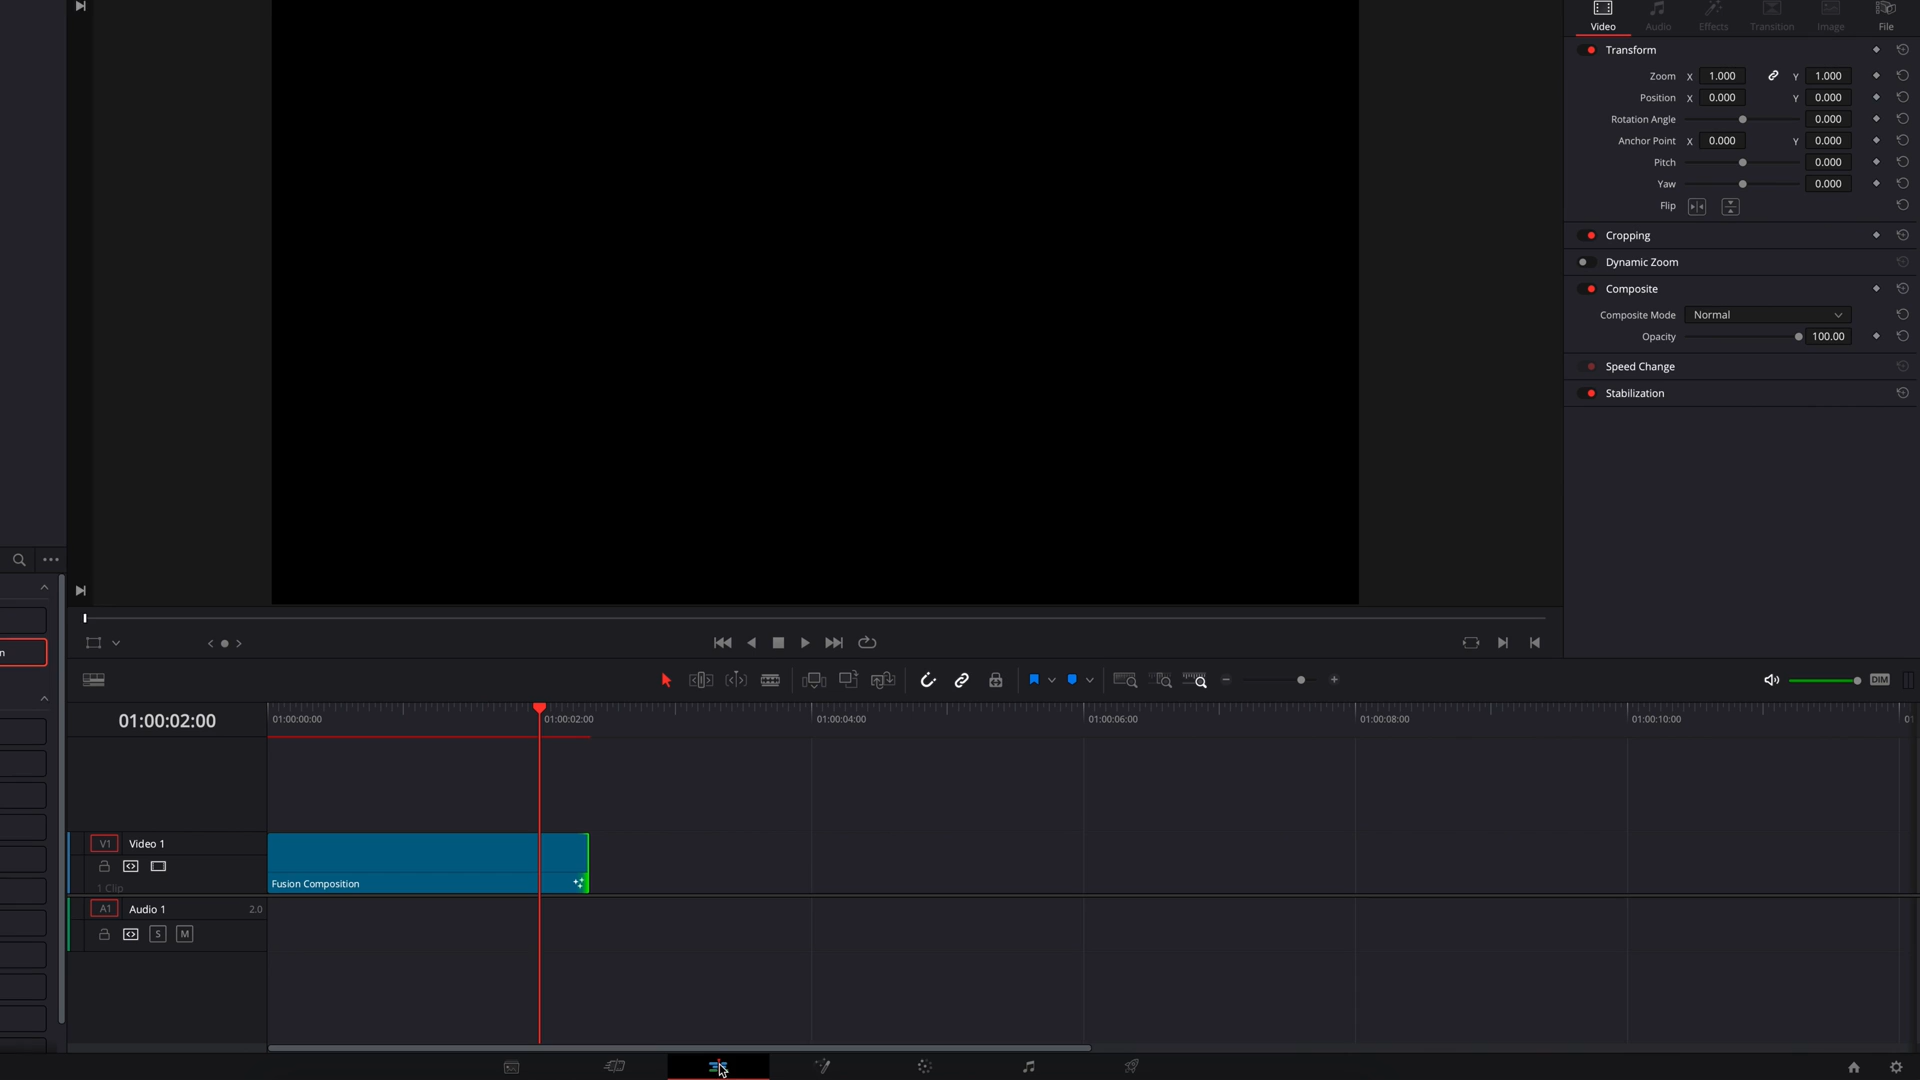 Video Audio Effects Transition Image File
Transform
Zoom X 1.000 Y 1.000
Position X 0.000 Y 0.000
Rotation Angle 0.000
Anchor Point X 0.000 Y 0.000
Pitch 0.000
Yaw 0.000
Flip
Cropping
Dynamic Zoom
Composite
Composite Mode Normal
Opacity 100.00
Speed Change
Stabilization
n
DIM
01:00:02:00
01:00:00:00 01:00:02:00 01:00:04:00 01:00:06:00 01:00:08:00 01:00:10:00 01
V1 Video 1
1 Clip
Fusion Composition
A1 Audio 1 2.0
S M